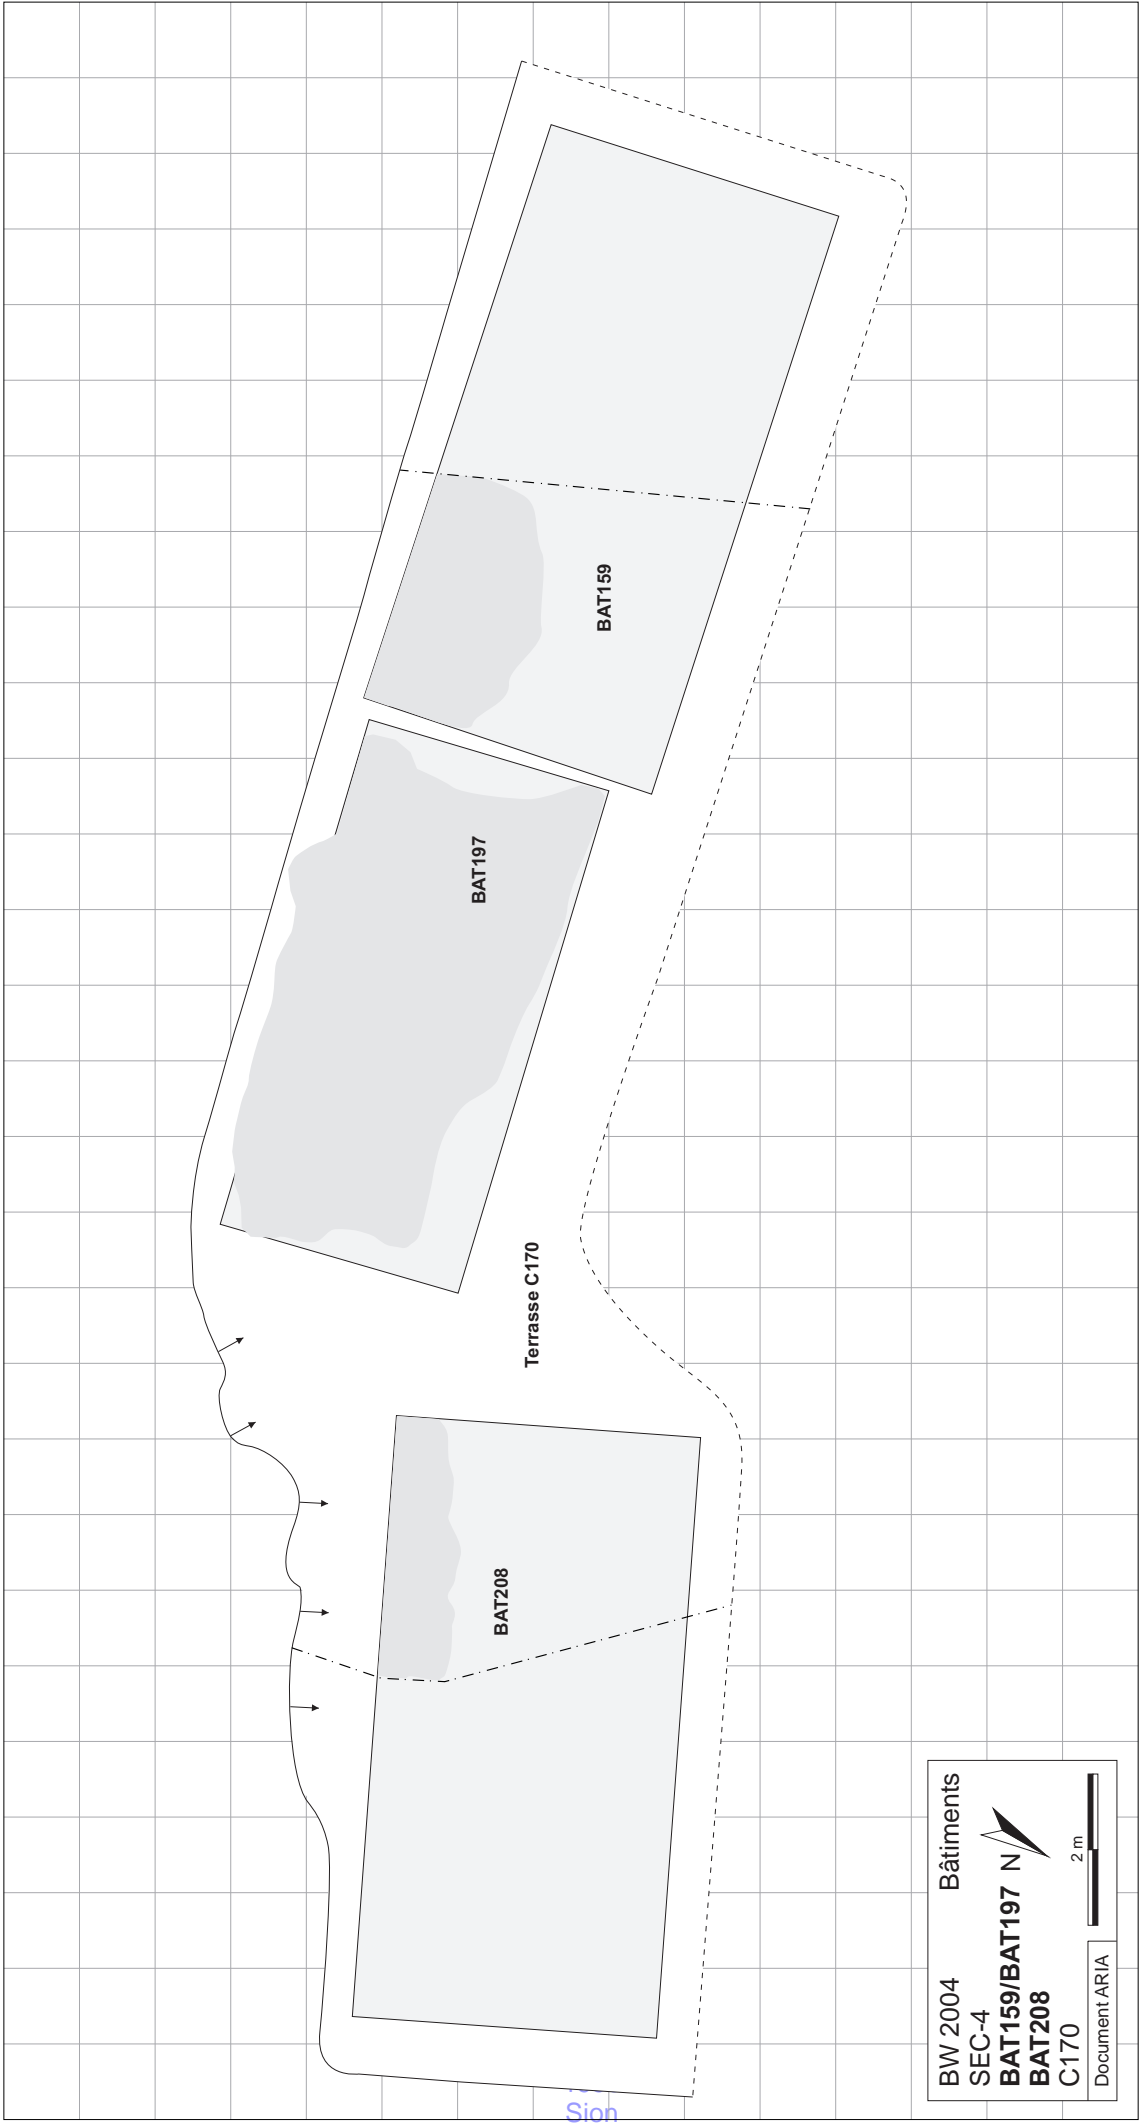 BAT159
BAT197
Terrasse C170
BAT208
BW 2004 Bâtiments
SEC-4
BAT159/BAT197 N
BAT208
C170
2 m
Document ARIA
Sion